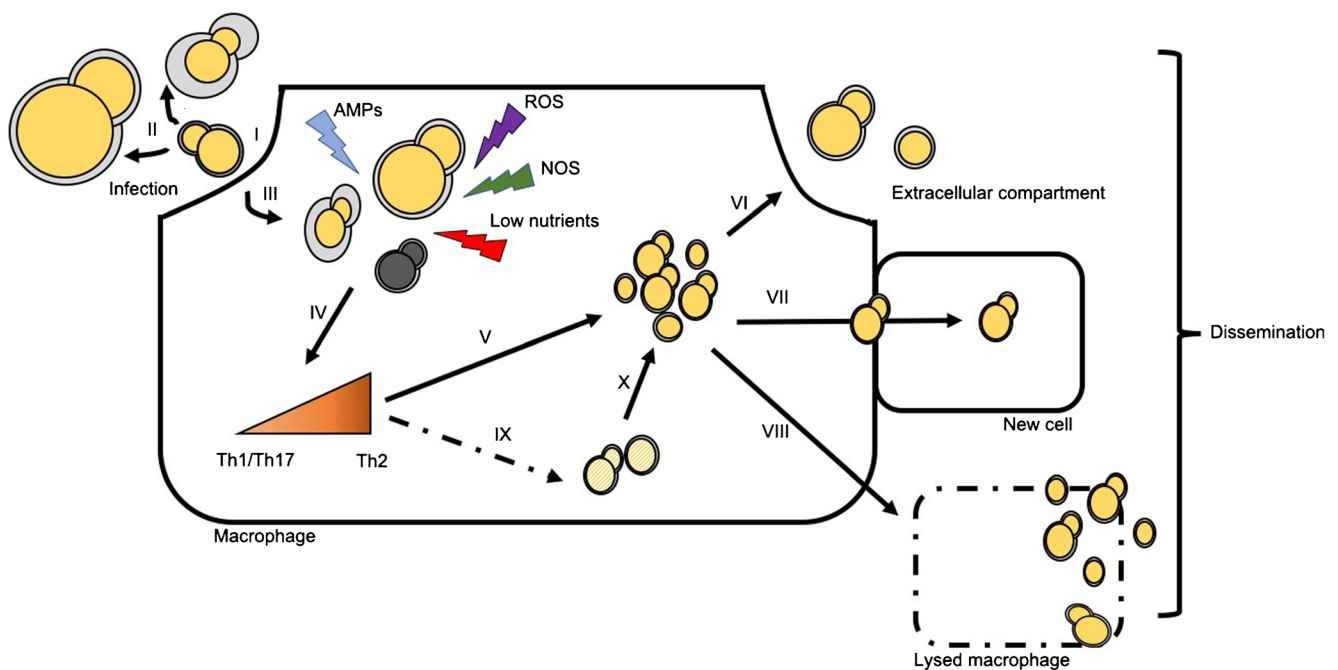 AMPs
ROS
II
I
NOS
Infection
III
Extracellular compartment
VI
Low nutrients
IV
VII
V
Dissemination
X
New cell
VIII
IX
Th1/Th17
Th2
Macrophage
Lysed macrophage